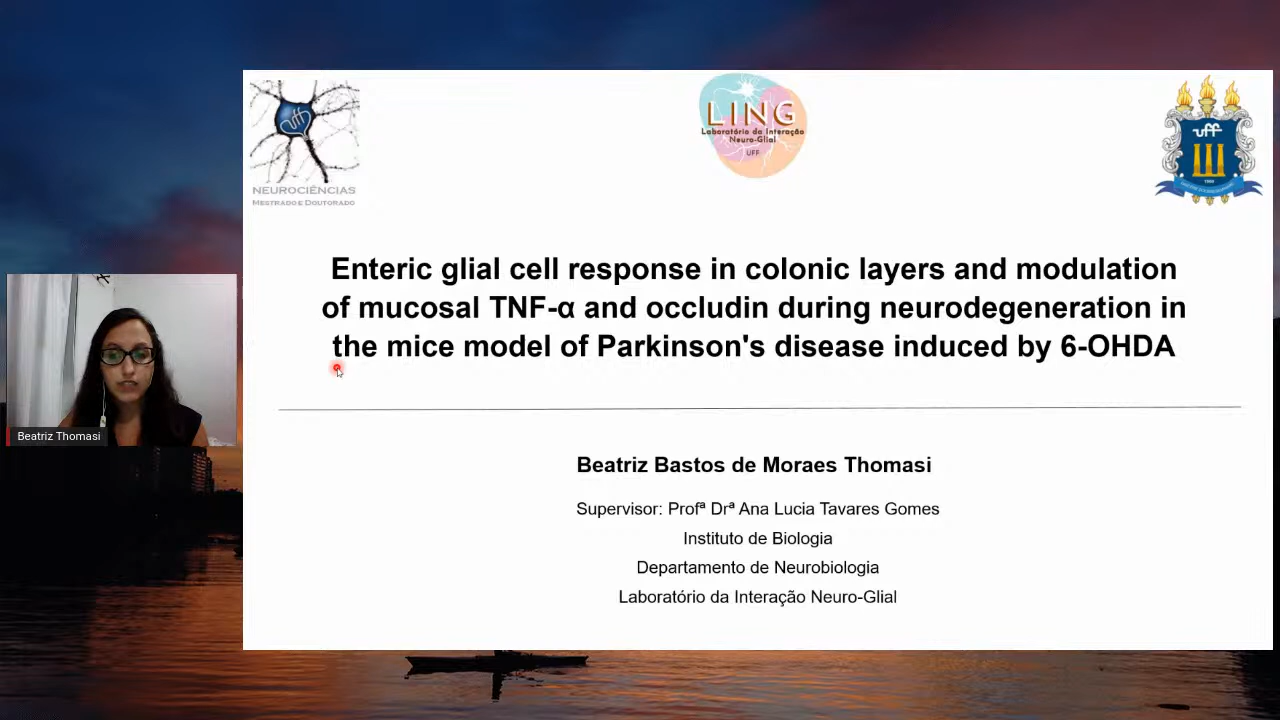 uff
NEUROCIÊNCIAS
MESTRADO E DOUTORADO
LING
Laboratório da Interação
Neuro-Glial
UFF
uff
Enteric glial cell response in colonic layers and modulation
of mucosal TNF-α and occludin during neurodegeneration in
the mice model of Parkinson's disease induced by 6-OHDA
Beatriz Thomasi
Beatriz Bastos de Moraes Thomasi
Supervisor: Profª Drª Ana Lucia Tavares Gomes
Instituto de Biologia
Departamento de Neurobiologia
Laboratório da Interação Neuro-Glial